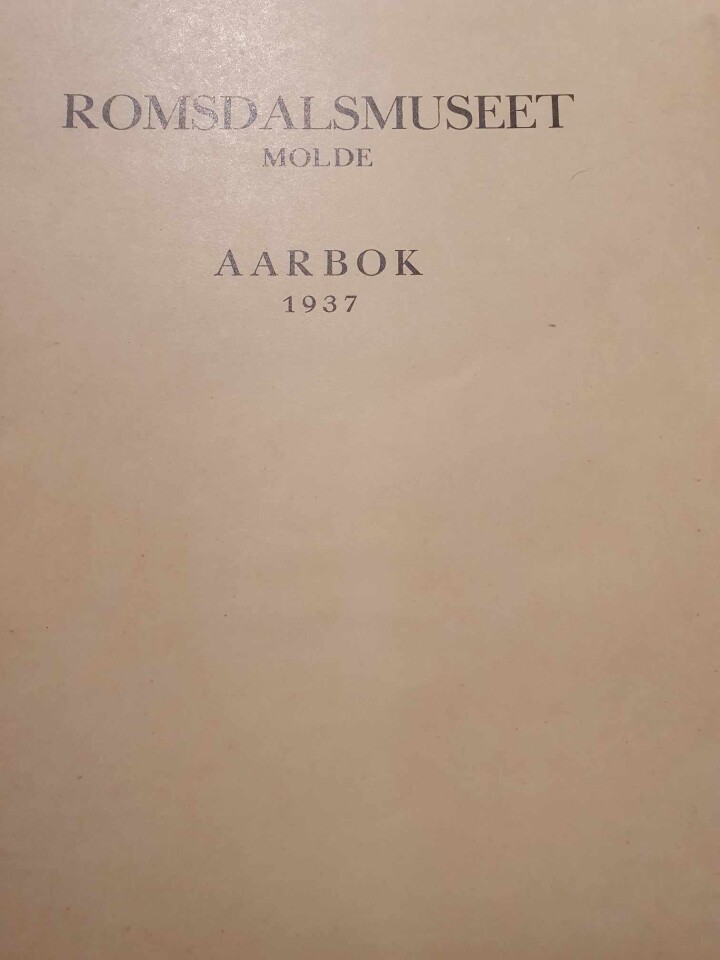 ROMSDALSMUSEET
MOLDE
AARBOK
1937